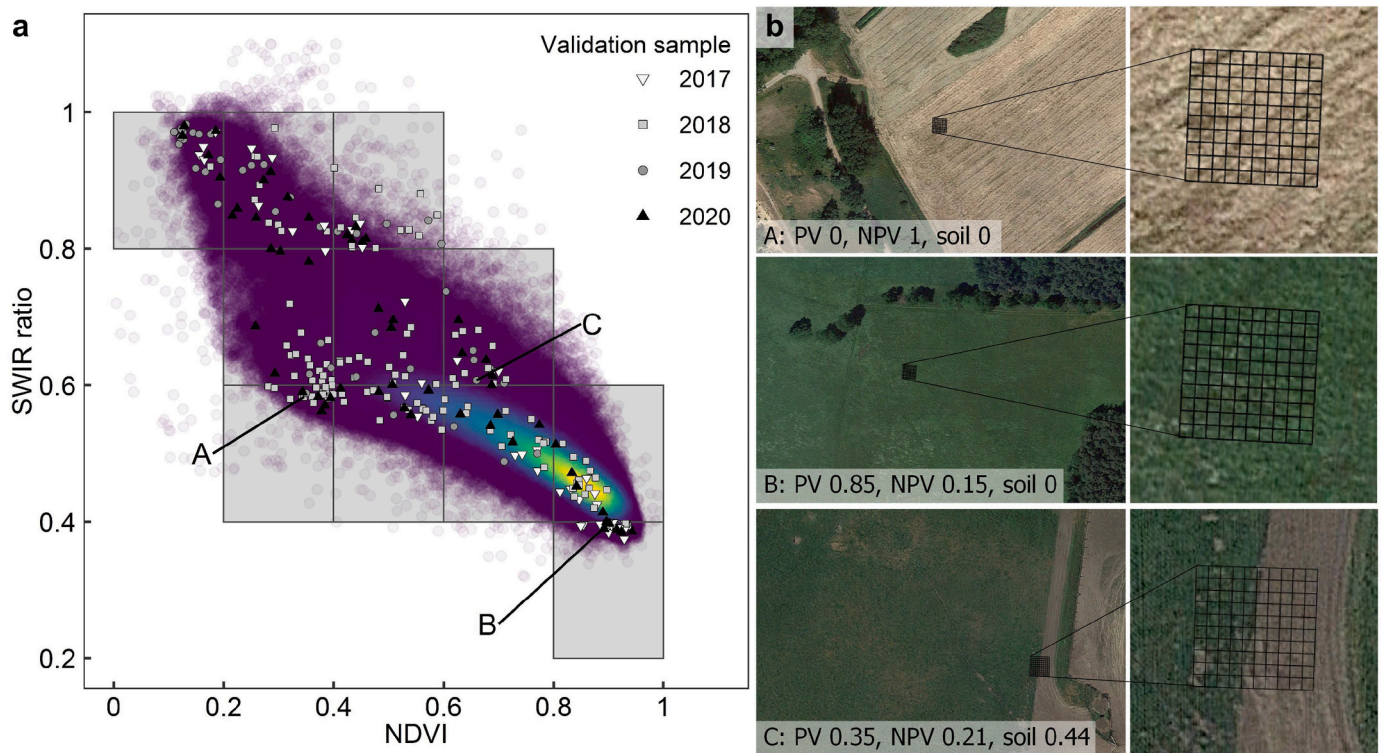 a
Validation sample
2017
2018
2019
2020
1
0.8
0.6
0.4
0.2
SWIR ratio
A
B
C
0
0.2
0.4
0.6
0.8
1
NDVI
b
A: PV 0, NPV 1, soil 0
B: PV 0.85, NPV 0.15, soil 0
C: PV 0.35, NPV 0.21, soil 0.44